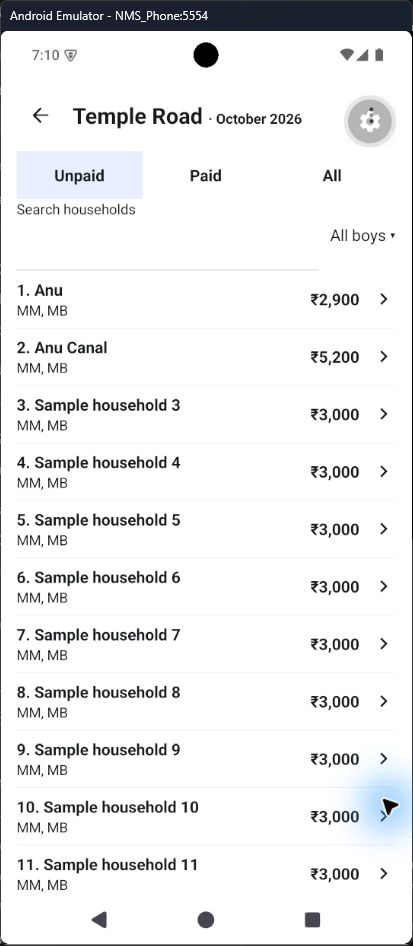 Android Emulator - NMS_Phone:5554
7:10
Temple Road · October 2026
Unpaid Paid All
Search households
All boys ▾
1. Anu
MM, MB
₹2,900
2. Anu Canal
MM, MB
₹5,200
3. Sample household 3
MM, MB
₹3,000
4. Sample household 4
MM, MB
₹3,000
5. Sample household 5
MM, MB
₹3,000
6. Sample household 6
MM, MB
₹3,000
7. Sample household 7
MM, MB
₹3,000
8. Sample household 8
MM, MB
₹3,000
9. Sample household 9
MM, MB
₹3,000
10. Sample household 10
MM, MB
₹3,000
11. Sample household 11
MM, MB
₹3,000